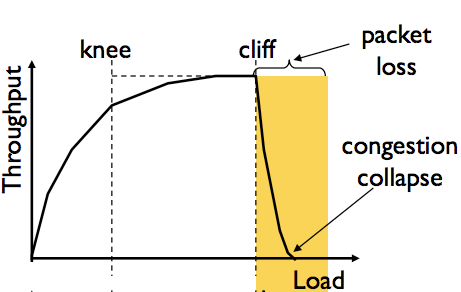 packet
loss
knee
cliff
Throughput
congestion
collapse
Load